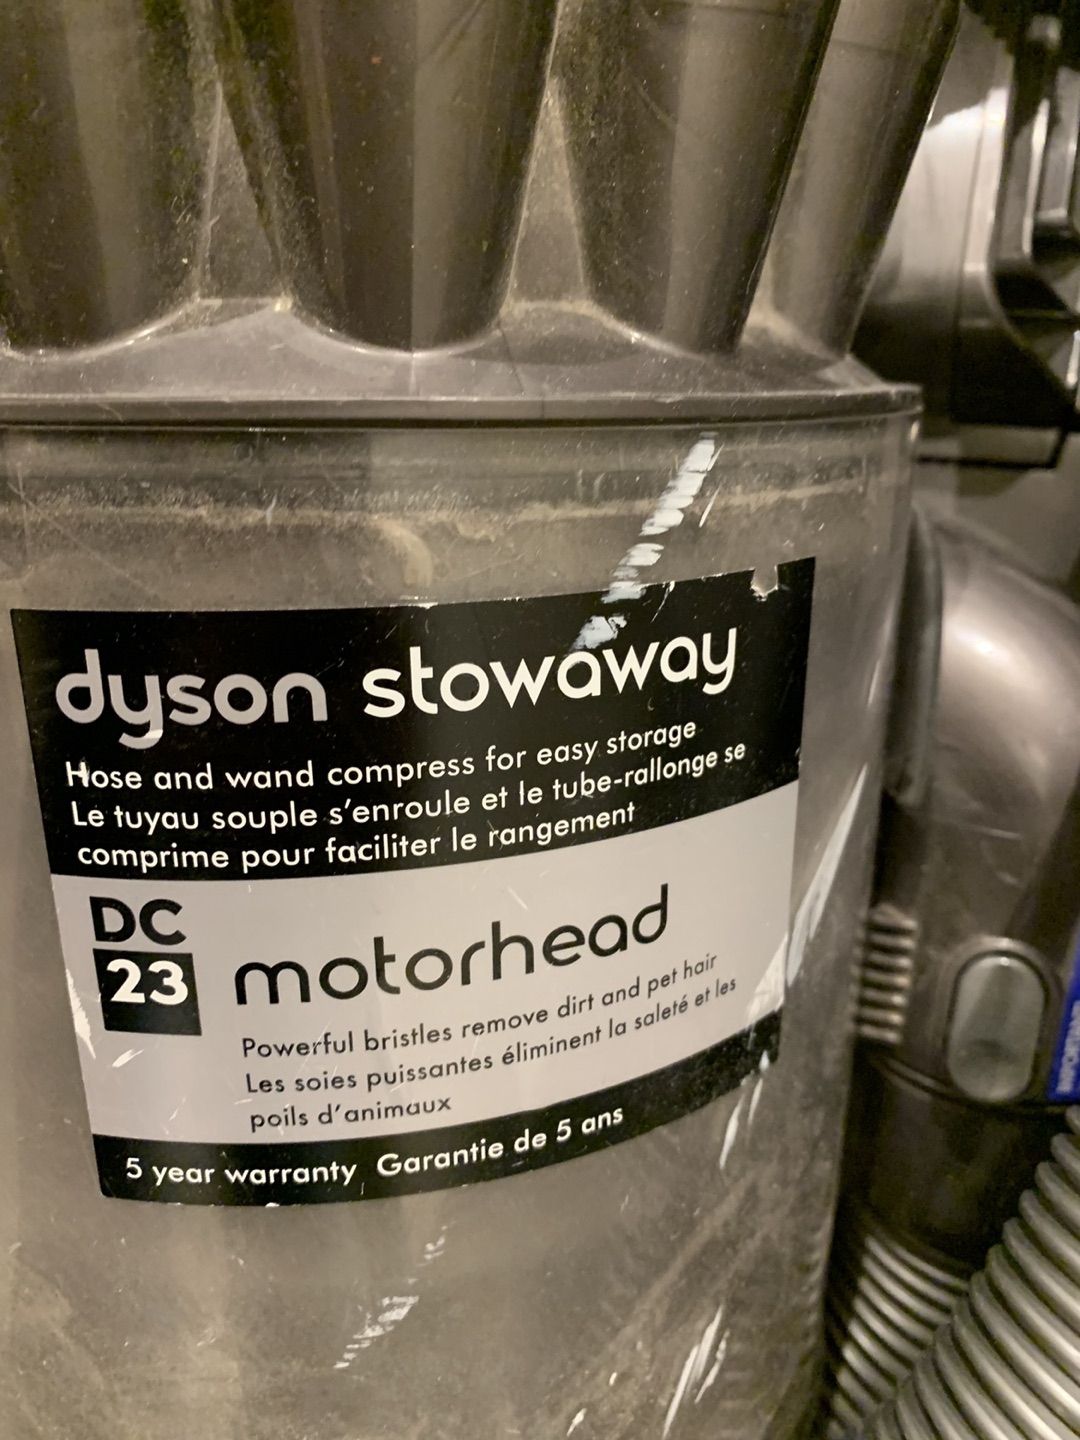 dyson stowaway
Hose and wand compress for easy storage
Le tuyau souple s'enroule et le tube-rallonge se
comprime pour faciliter le rangement
DC
23
motorhead
Powerful bristles remove dirt and pet hair
Les soies puissantes éliminent la saleté et les
poils d'animaux
5 year warranty Garantie de 5 ans
IMPORTANT